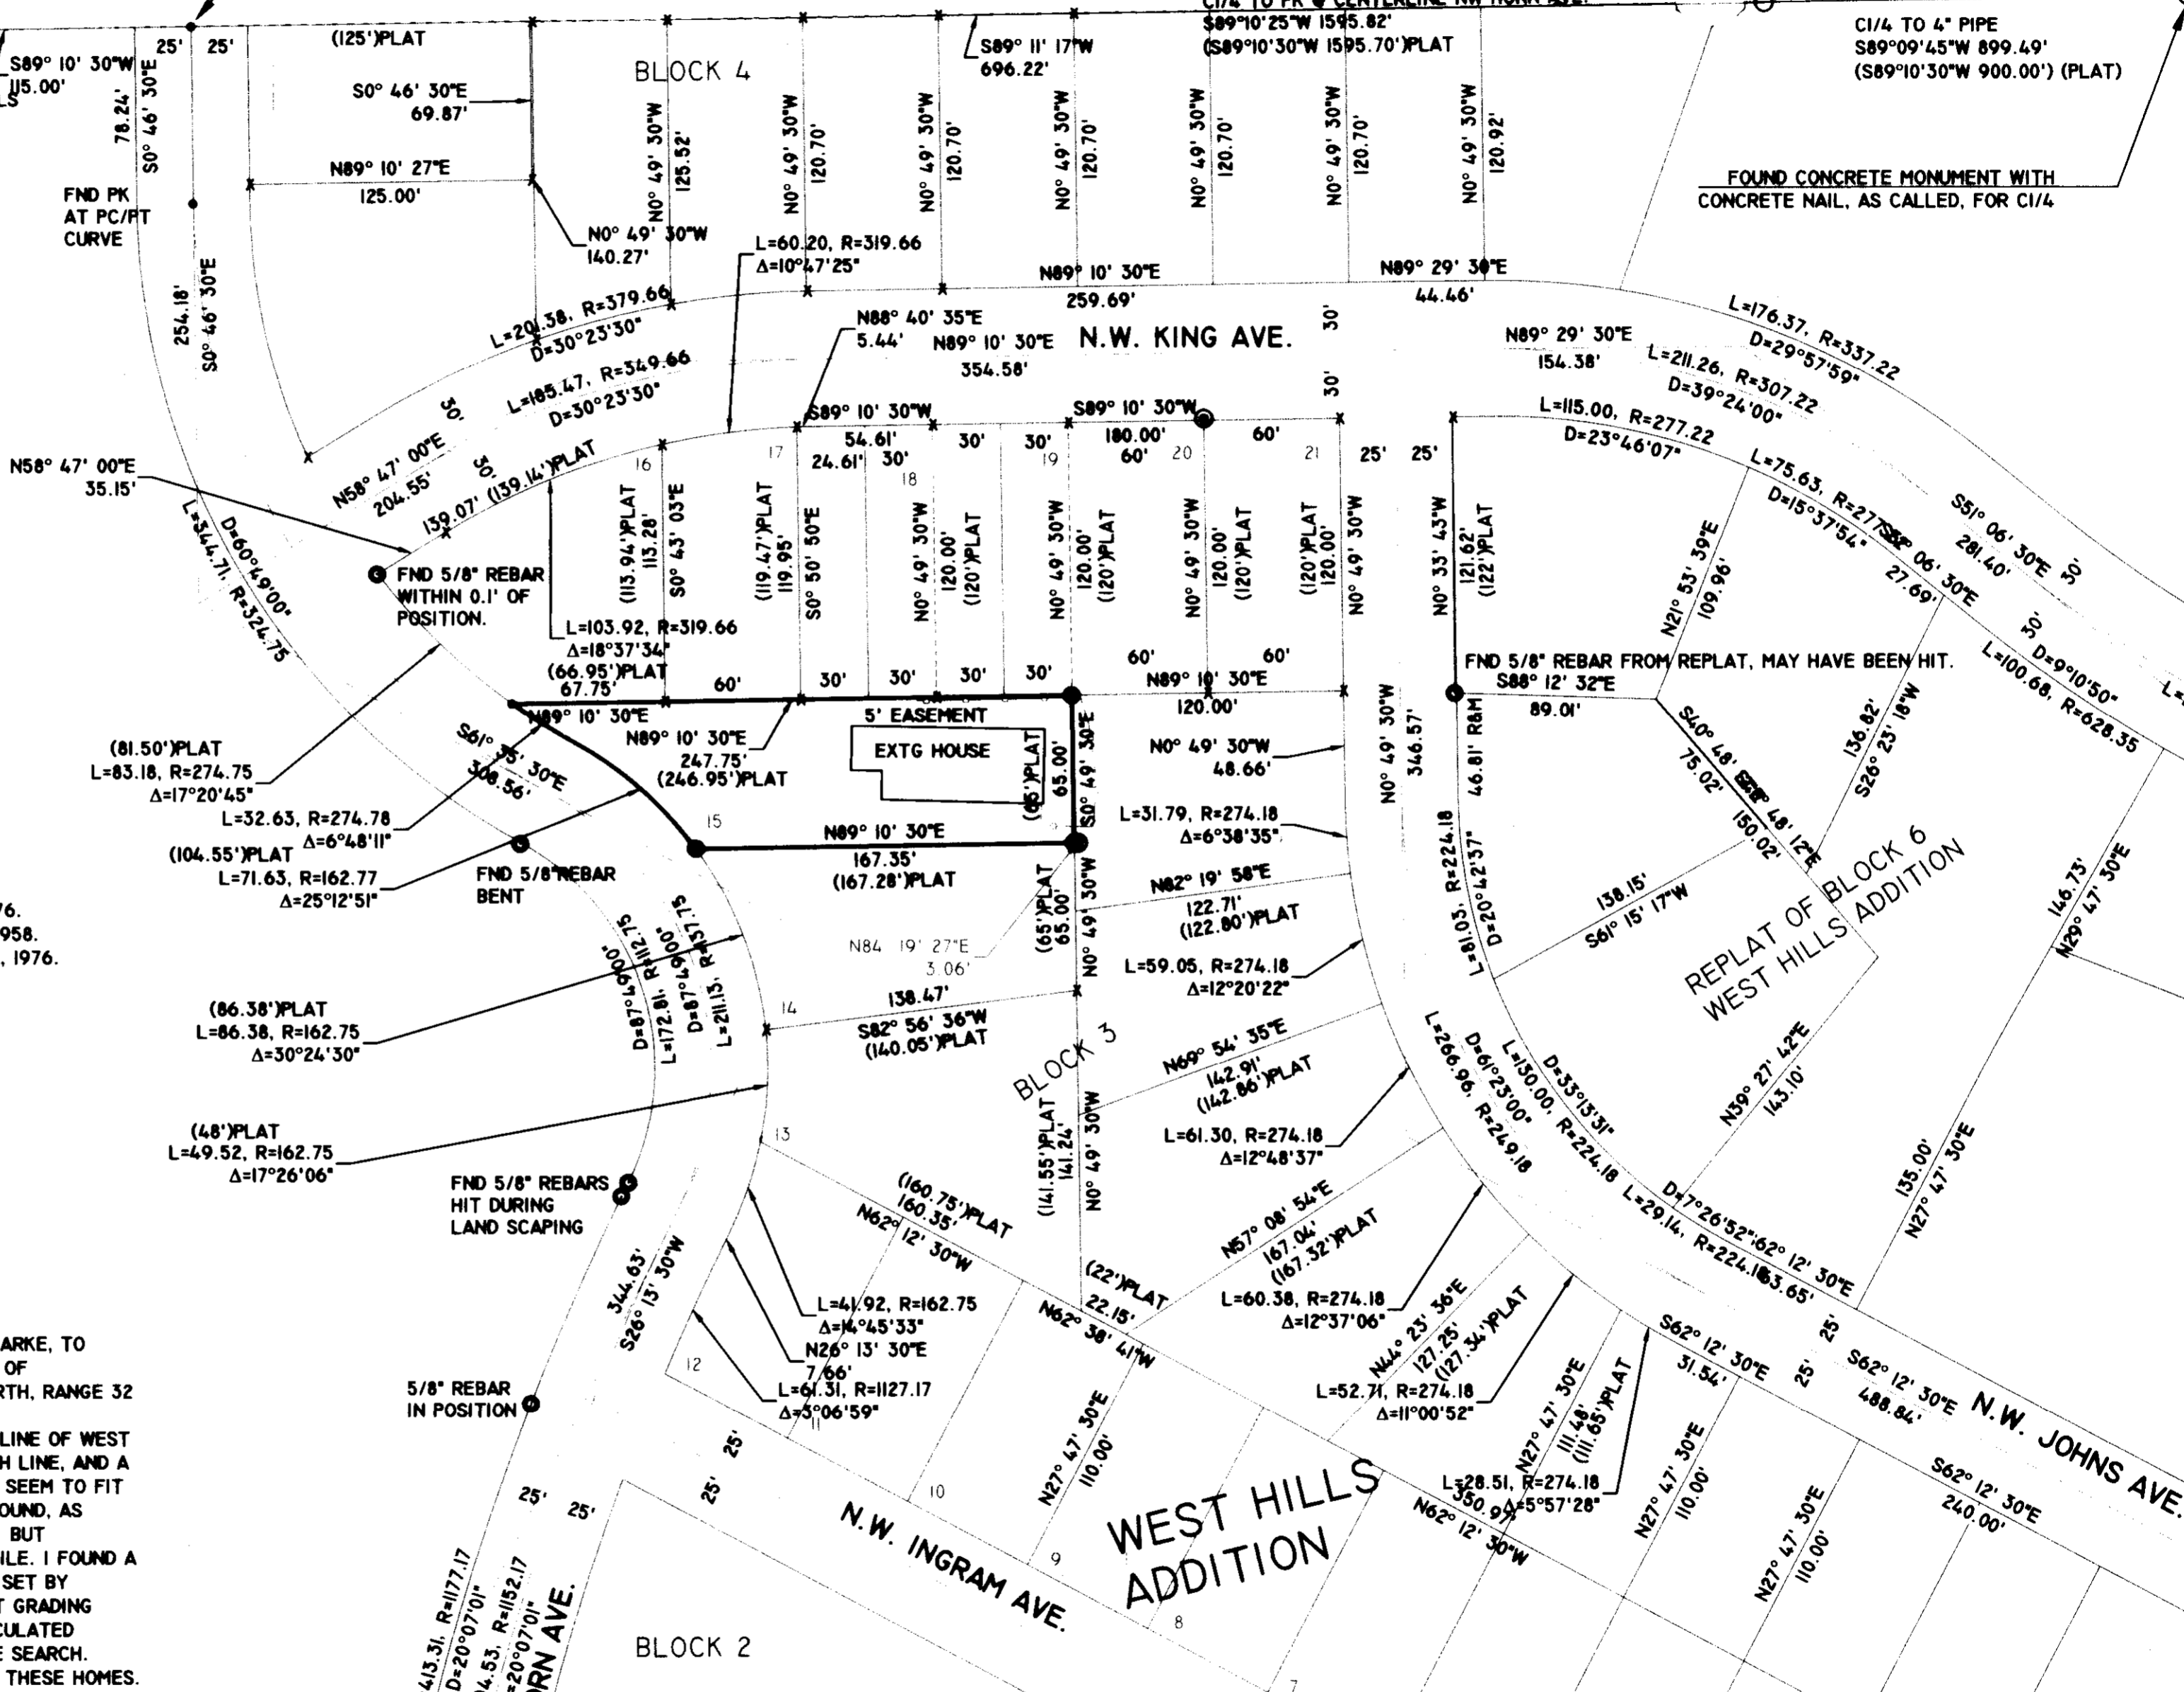 C1/4 TO PK @ CENTERLINE NW HORN AVE.
S89°10'25"W 1595.82'
(S89°10'30"W 1595.70')PLAT
C1/4 TO 4" PIPE
S89°09'45"W 899.49'
(S89°10'30"W 900.00') (PLAT)
FOUND CONCRETE MONUMENT WITH
CONCRETE NAIL, AS CALLED, FOR C1/4
S89° 10' 30"W
115.00'
LS
25'
25'
(125')PLAT
78.24'
S0° 46' 30"E
S0° 46' 30"E
69.87'
BLOCK 4
S89° 11' 17"W
696.22'
N89° 10' 27"E
125.00'
N0° 49' 30"W
125.52'
N0° 49' 30"W
120.70'
N0° 49' 30"W
120.70'
N0° 49' 30"W
120.70'
N0° 49' 30"W
120.70'
N0° 49' 30"W
120.70'
N0° 49' 30"W
120.92'
FND PK
AT PC/PT
CURVE
N0° 49' 30"W
140.27'
254.18'
S0° 46' 30"E
L=60.20, R=319.66
Δ=10°47'25"
N89° 10' 30"E
259.69'
N89° 29' 30"E
44.46'
L=201.38, R=379.66
D=30°23'30"
L=185.47, R=349.66
D=30°23'30"
N88° 40' 35"E
5.44'
N89° 10' 30"E
354.58'
N.W. KING AVE.
30'
30'
N89° 29' 30"E
154.38'
L=176.37, R=337.22
D=29°57'59"
L=211.26, R=307.22
D=39°24'00"
L=115.00, R=277.22
D=23°46'07"
L=75.63, R=277.22
D=15°37'54"
S51° 06' 30"E
27.69'
S51° 06' 30"E
281.40'
30'
30'
D=9°10'50"
L=100.68, R=628.35
L=
N58° 47' 00"E
35.15'
N58° 47' 00"E
204.55'
30'
30'
139.07' (139.14')PLAT
S89° 10' 30"W
54.61'
24.61'
30'
30'
30'
S89° 10' 30"W
180.00'
60'
60'
25'
25'
16
17
18
19
20
21
L=344.71, R=324.75
D=60°49'00"
FND 5/8" REBAR
WITHIN 0.1' OF
POSITION.
(113.94')PLAT
113.28'
S0° 43' 03"E
(119.47')PLAT
119.95'
S0° 50' 50"E
N0° 49' 30"W
120.00'
(120')PLAT
N0° 49' 30"W
120.00'
(120')PLAT
N0° 49' 30"W
120.00'
(120')PLAT
(120')PLAT
120.00'
N0° 49' 30"W
N0° 33' 43"W
121.62'
(122')PLAT
N21° 53' 39"E
109.96'
L=103.92, R=319.66
Δ=18°37'34"
(66.95')PLAT
67.75'
60'
30'
30'
30'
30'
60'
60'
FND 5/8" REBAR FROM REPLAT, MAY HAVE BEEN HIT.
S88° 12' 32"E
89.01'
N89° 10' 30"E
120.00'
N89° 10' 30"E
5' EASEMENT
EXTG HOUSE
N89° 10' 30"E
247.75'
(246.95')PLAT
(65')PLAT
65.00'
S0° 49' 30"E
S61° 35' 30"E
308.56'
(81.50')PLAT
L=83.18, R=274.75
Δ=17°20'45"
L=32.63, R=274.78
Δ=6°48'11"
(104.55')PLAT
L=71.63, R=162.77
Δ=25°12'51"
N0° 49' 30"W
48.66'
N0° 49' 30"W
346.57'
46.81' R&M
S40° 48' 12"E
75.02'
150.02'
136.82'
S26° 23' 18"W
L=31.79, R=274.18
Δ=6°38'35"
15
N89° 10' 30"E
167.35'
(167.28')PLAT
FND 5/8" REBAR
BENT
(65')PLAT
65.00'
N0° 49' 30"W
N82° 19' 58"E
122.71'
(122.80')PLAT
L=81.03, R=224.18
D=20°42'37"
138.15'
S61° 15' 17"W
REPLAT OF BLOCK 6
WEST HILLS ADDITION
146.73'
N29° 47' 30"E
76.
1958.
, 1976.
N84 19' 27"E
3.06'
L=59.05, R=274.18
Δ=12°20'22"
D=87°49'00"
L=172.81, R=112.75
D=87°49'00"
L=211.13, R=137.75
(86.38')PLAT
L=86.38, R=162.75
Δ=30°24'30"
14
138.47'
S82° 56' 36"W
(140.05')PLAT
BLOCK 3
N69° 54' 35"E
142.91'
(142.86')PLAT
L=266.96, R=249.18
D=61°23'00"
L=130.00, R=224.18
D=33°13'31"
N39° 27' 42"E
143.10'
135.00'
N27° 47' 30"E
(48')PLAT
L=49.52, R=162.75
Δ=17°26'06"
13
(141.55')PLAT
141.24'
N0° 49' 30"W
L=61.30, R=274.18
Δ=12°48'37"
FND 5/8" REBARS
HIT DURING
LAND SCAPING
(160.75')PLAT
160.35'
N62° 12' 30"W
N57° 08' 54"E
167.04'
(167.32')PLAT
D=7°26'52"
L=29.14, R=224.18
62° 12' 30"E
63.65'
344.63'
S26° 13' 30"W
L=41.92, R=162.75
Δ=14°45'33"
N26° 13' 30"E
7.66'
L=61.31, R=1127.17
Δ=3°06'59"
(22')PLAT
22.15'
N62° 38' 41"W
L=60.38, R=274.18
Δ=12°37'06"
N44° 23' 36"E
127.25'
(127.34')PLAT
S62° 12' 30"E
31.54'
25'
25'
S62° 12' 30"E
488.84'
N.W. JOHNS AVE.
5/8" REBAR
IN POSITION
12
11
10
9
8
7
N27° 47' 30"E
110.00'
L=52.71, R=274.18
Δ=11°00'52"
N27° 47' 30"E
111.48'
(111.65')PLAT
L=28.51, R=274.18
Δ=5°57'28"
350.97'
N62° 12' 30"W
N27° 47' 30"E
110.00'
N27° 47' 30"E
110.00'
S62° 12' 30"E
240.00'
25'
25'
25'
25'
N.W. INGRAM AVE.
WEST HILLS
ADDITION
BLOCK 2
413.31, R=1177.17
D=20°07'01"
4.53, R=1152.17
=20°07'01"
ORN AVE.
ARKE, TO
OF
RTH, RANGE 32
LINE OF WEST
H LINE, AND A
SEEM TO FIT
OUND, AS
BUT
ILE. I FOUND A
SET BY
T GRADING
CULATED
E SEARCH.
THESE HOMES.